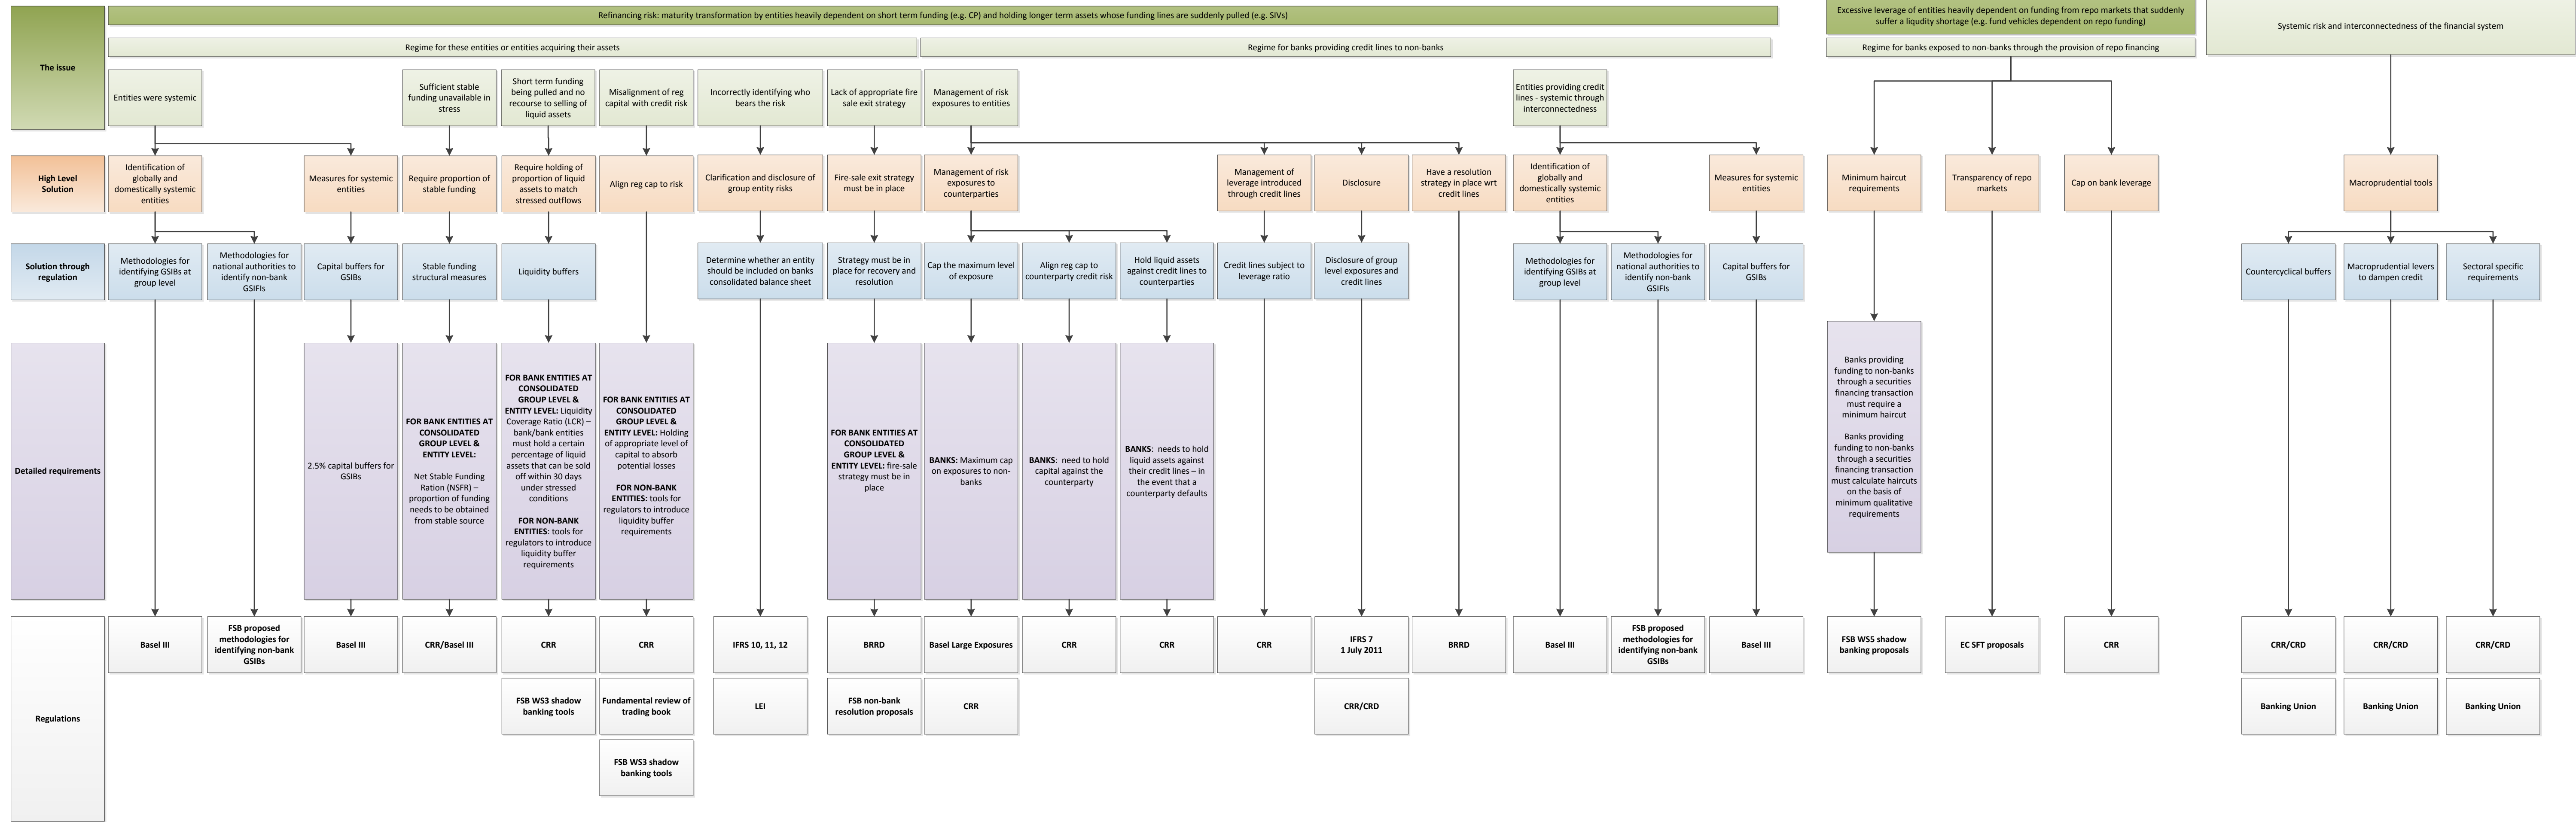 Refinancing risk: maturity transformation by entities heavily dependent on short term funding (e.g. CP) and holding longer term assets whose funding lines are suddenly pulled (e.g. SIVs)
Excessive leverage of entities heavily dependent on funding from repo markets that suddenly
suffer a liqudity shortage (e.g. fund vehicles dependent on repo funding)
Systemic risk and interconnectedness of the financial system
Regime for these entities or entities acquiring their assets
Regime for banks providing credit lines to non-banks
Regime for banks exposed to non-banks through the provision of repo financing
The issue
Entities were systemic
Sufficient stable
funding unavailable in
stress
Short term funding
being pulled and no
recourse to selling of
liquid assets
Misalignment of reg
capital with credit risk
Incorrectly identifying who
bears the risk
Lack of appropriate fire
sale exit strategy
Management of risk
exposures to entities
Entities providing credit
lines - systemic through
interconnectedness
High Level
Solution
Identification of
globally and
domestically systemic
entities
Measures for systemic
entities
Require proportion of
stable funding
Require holding of
proportion of liquid
assets to match
stressed outflows
Align reg cap to risk
Clarification and disclosure of
group entity risks
Fire-sale exit strategy
must be in place
Management of risk
exposures to
counterparties
Management of
leverage introduced
through credit lines
Disclosure
Have a resolution
strategy in place wrt
credit lines
Identification of
globally and
domestically systemic
entities
Measures for systemic
entities
Minimum haircut
requirements
Transparency of repo
markets
Cap on bank leverage
Macroprudential tools
Solution through
regulation
Methodologies for
identifying GSIBs at
group level
Methodologies for
national authorities to
identify non-bank
GSIFIs
Capital buffers for
GSIBs
Stable funding
structural measures
Liquidity buffers
Determine whether an entity
should be included on banks
consolidated balance sheet
Strategy must be in
place for recovery and
resolution
Cap the maximum level
of exposure
Align reg cap to
counterparty credit risk
Hold liquid assets
against credit lines to
counterparties
Credit lines subject to
leverage ratio
Disclosure of group
level exposures and
credit lines
Methodologies for
identifying GSIBs at
group level
Methodologies for
national authorities to
identify non-bank
GSIFIs
Capital buffers for
GSIBs
Countercyclical buffers
Macroprudential levers
to dampen credit
Sectoral specific
requirements
Detailed requirements
2.5% capital buffers for
GSIBs
FOR BANK ENTITIES AT
CONSOLIDATED
GROUP LEVEL &
ENTITY LEVEL:
Net Stable Funding
Ration (NSFR) –
proportion of funding
needs to be obtained
from stable source
FOR BANK ENTITIES AT
CONSOLIDATED
GROUP LEVEL &
ENTITY LEVEL: Liquidity
Coverage Ratio (LCR) –
bank/bank entities
must hold a certain
percentage of liquid
assets that can be sold
off within 30 days
under stressed
conditions
FOR NON-BANK
ENTITIES: tools for
regulators to introduce
liquidity buffer
requirements
FOR BANK ENTITIES AT
CONSOLIDATED
GROUP LEVEL &
ENTITY LEVEL: Holding
of appropriate level of
capital to absorb
potential losses
FOR NON-BANK
ENTITIES: tools for
regulators to introduce
liquidity buffer
requirements
FOR BANK ENTITIES AT
CONSOLIDATED
GROUP LEVEL &
ENTITY LEVEL: fire-sale
strategy must be in
place
BANKS: Maximum cap
on exposures to non-
banks
BANKS: need to hold
capital against the
counterparty
BANKS: needs to hold
liquid assets against
their credit lines – in
the event that a
counterparty defaults
Banks providing
funding to non-banks
through a securities
financing transaction
must require a
minimum haircut
Banks providing
funding to non-banks
through a securities
financing transaction
must calculate haircuts
on the basis of
minimum qualitative
requirements
Regulations
Basel III
FSB proposed
methodologies for
identifying non-bank
GSIBs
Basel III
CRR/Basel III
CRR
CRR
IFRS 10, 11, 12
BRRD
Basel Large Exposures
CRR
CRR
CRR
IFRS 7
1 July 2011
BRRD
Basel III
FSB proposed
methodologies for
identifying non-bank
GSIBs
Basel III
FSB WS5 shadow
banking proposals
EC SFT proposals
CRR
CRR/CRD
CRR/CRD
CRR/CRD
FSB WS3 shadow
banking tools
Fundamental review of
trading book
LEI
FSB non-bank
resolution proposals
CRR
CRR/CRD
Banking Union
Banking Union
Banking Union
FSB WS3 shadow
banking tools